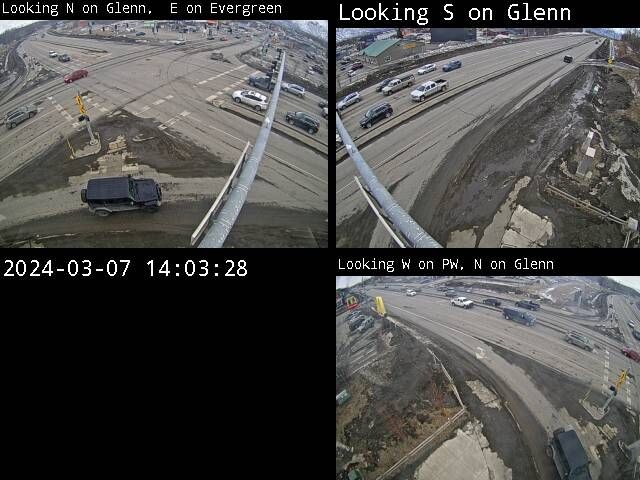 Looking N on Glenn,  E on Evergreen
Looking S on Glenn
2024-03-07 14:03:28
Looking W on PW, N on Glenn